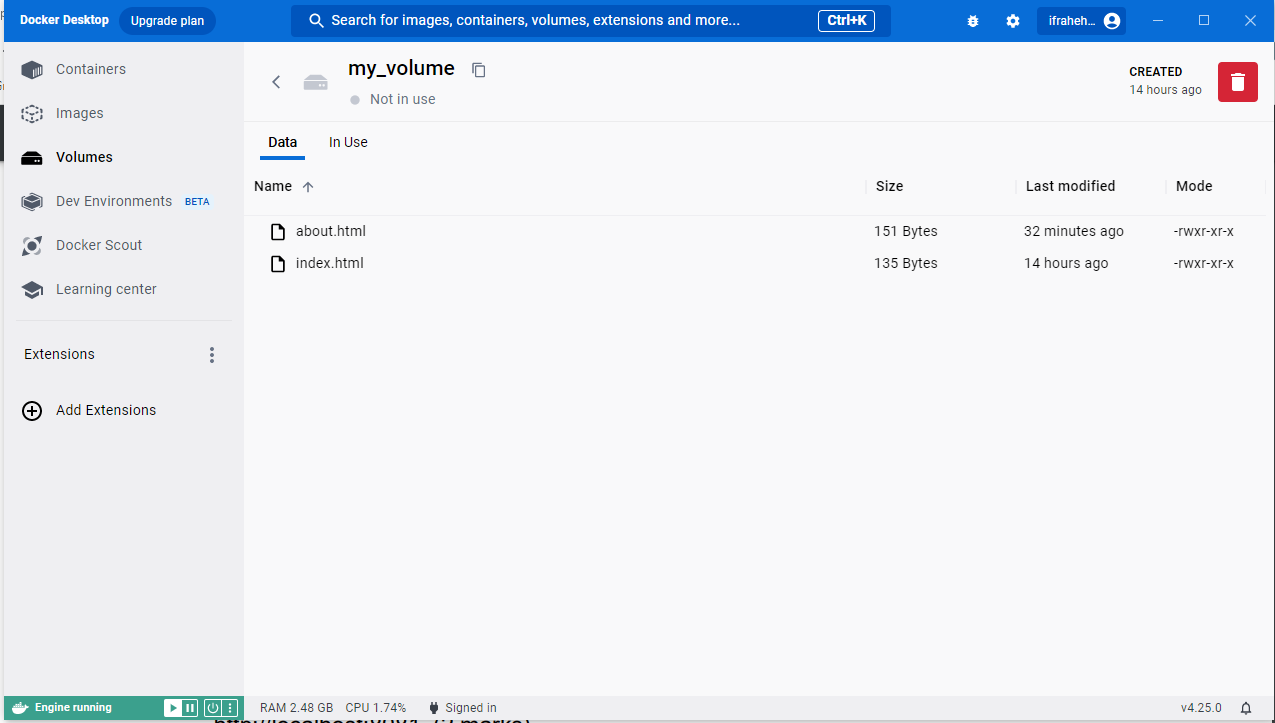 Docker Desktop Upgrade plan Search for images, containers, volumes, extensions and more... Ctrl+K ifraheh...
Containers
Images
Volumes
Dev Environments BETA
Docker Scout
Learning center
Extensions
Add Extensions
my_volume
Not in use
CREATED
14 hours ago
Data In Use
Name Size Last modified Mode
about.html 151 Bytes 32 minutes ago -rwxr-xr-x
index.html 135 Bytes 14 hours ago -rwxr-xr-x
Engine running RAM 2.48 GB CPU 1.74% Signed in v4.25.0